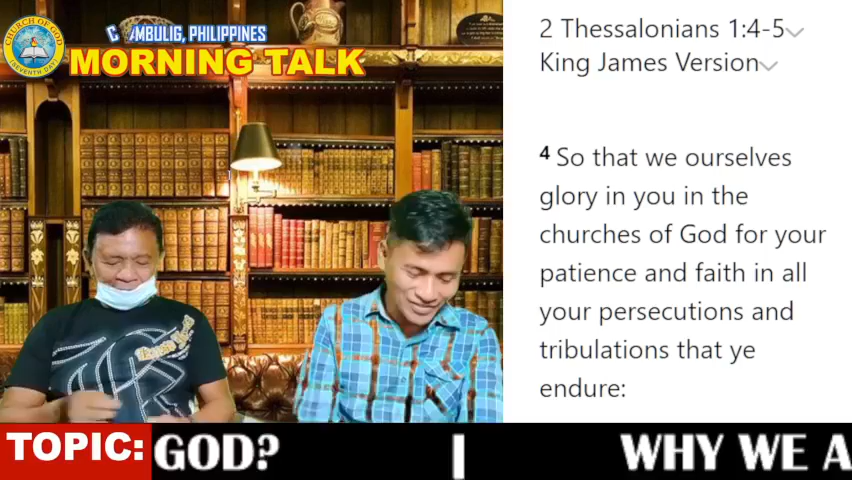 CHURCH OF GOD
(SEVENTH DAY)
MBULIG, PHILIPPINES
MORNING TALK
2 Thessalonians 1:4-5
King James Version
4 So that we ourselves
glory in you in the
churches of God for your
patience and faith in all
your persecutions and
tribulations that ye
endure:
TOPIC: GOD? | WHY WE A